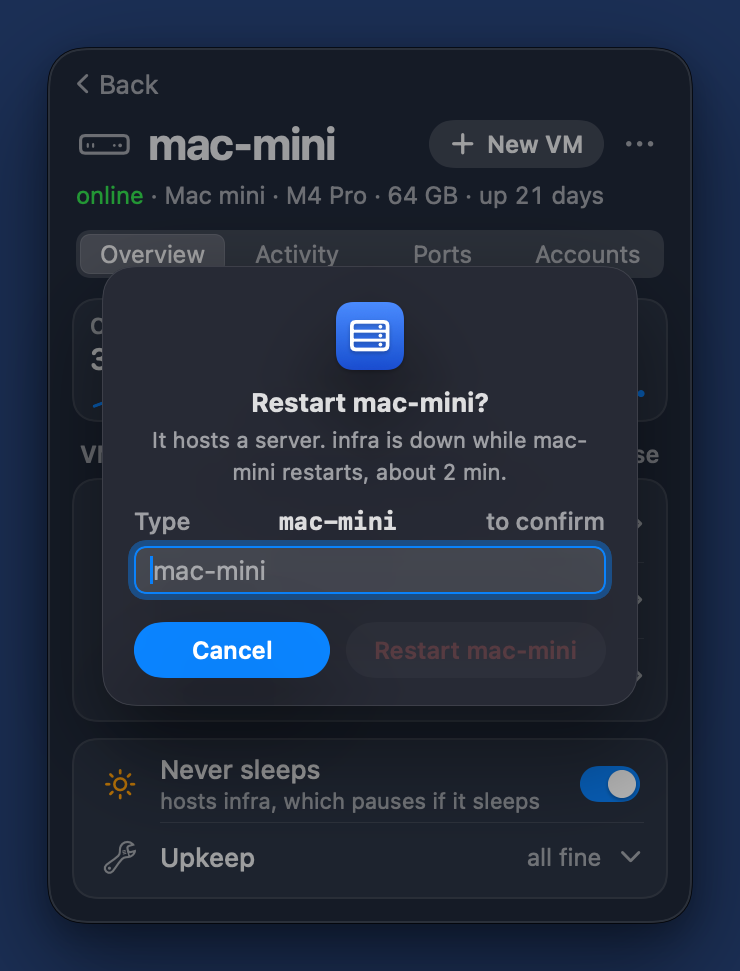 Back
mac-mini
New VM
online · Mac mini · M4 Pro · 64 GB · up 21 days
Overview Activity Ports Accounts
Restart mac-mini?
It hosts a server. infra is down while mac-
mini restarts, about 2 min.
Type mac-mini to confirm
mac-mini
Cancel Restart mac-mini
Never sleeps
hosts infra, which pauses if it sleeps
Upkeep all fine